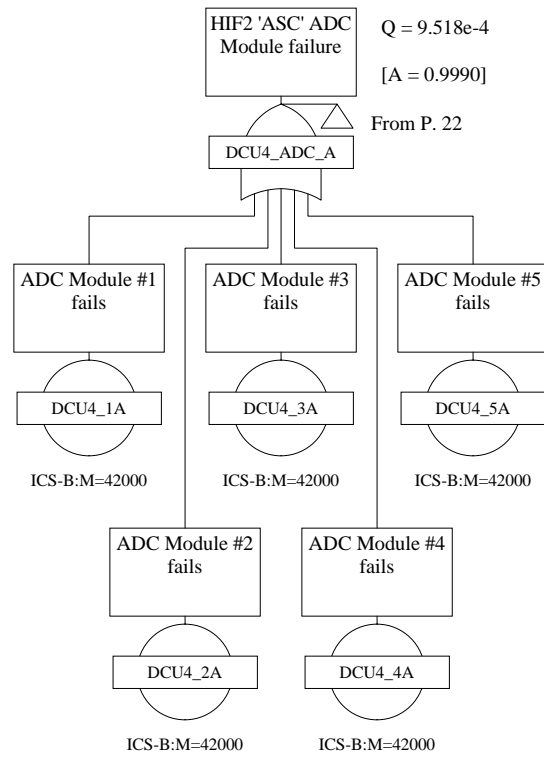 HIF2 'ASC' ADC
Module failure
Q = 9.518e-4
[A = 0.9990]
From P. 22
DCU4_ADC_A
ADC Module #1
fails
ADC Module #3
fails
ADC Module #5
fails
DCU4_1A
DCU4_3A
DCU4_5A
ICS-B:M=42000
ICS-B:M=42000
ICS-B:M=42000
ADC Module #2
fails
ADC Module #4
fails
DCU4_2A
DCU4_4A
ICS-B:M=42000
ICS-B:M=42000